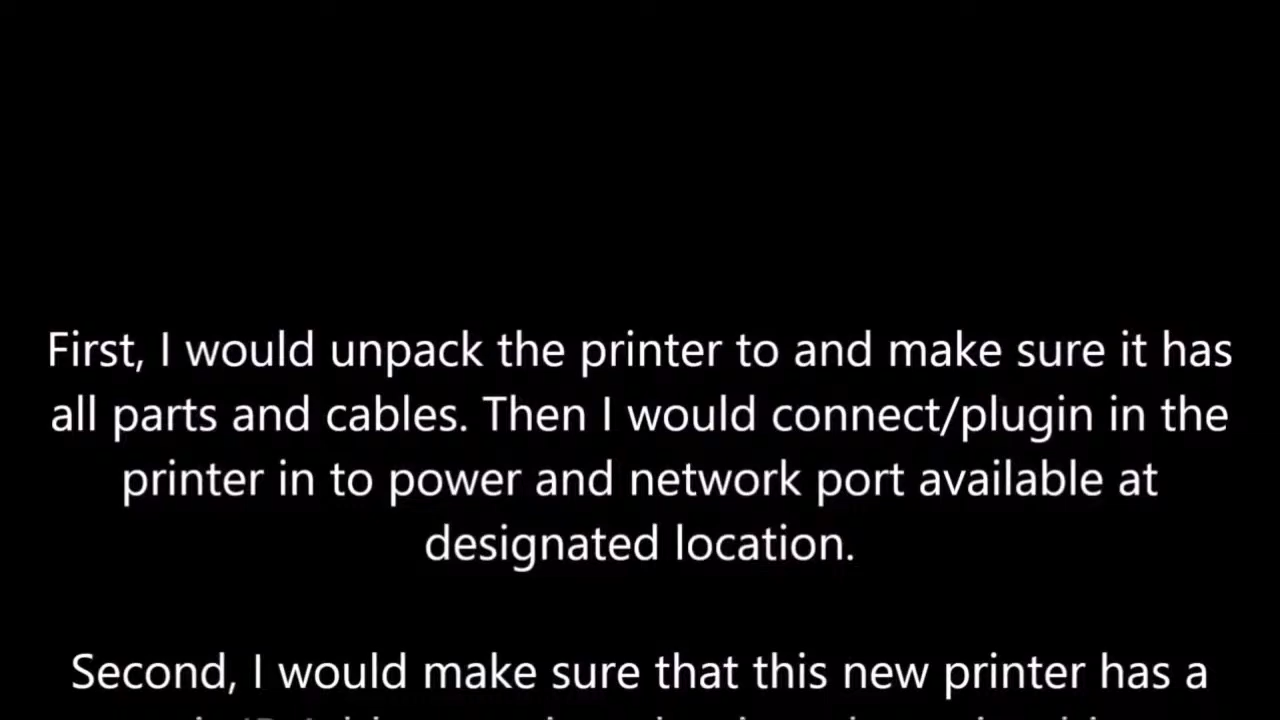 First, I would unpack the printer to and make sure it has
all parts and cables. Then I would connect/plugin in the
printer in to power and network port available at
designated location.
Second, I would make sure that this new printer has a